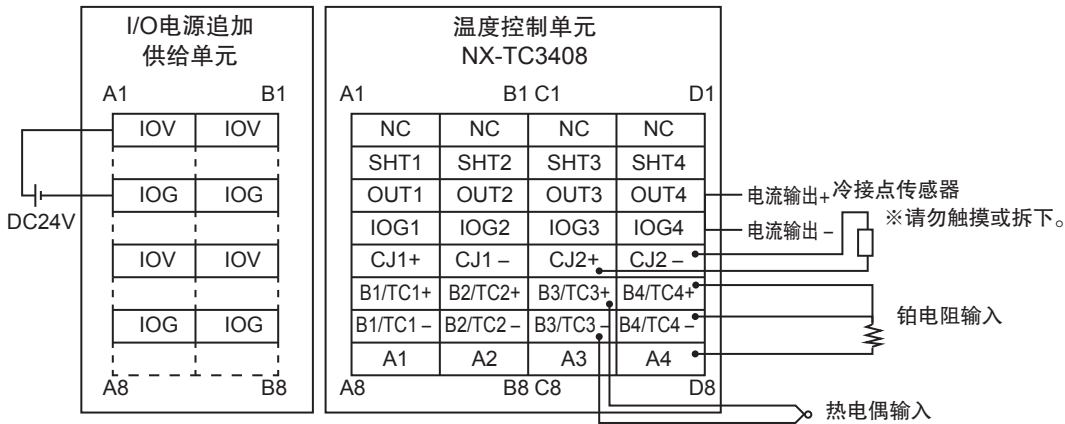 I/O电源追加
供给单元
A1 B1
IOV IOV
IOG IOG
DC24V
IOV IOV
IOG IOG
A8 B8
温度控制单元
NX-TC3408
A1 B1 C1 D1
NC NC NC NC
SHT1 SHT2 SHT3 SHT4
OUT1 OUT2 OUT3 OUT4
IOG1 IOG2 IOG3 IOG4
CJ1+ CJ1 – CJ2+ CJ2 –
B1/TC1+ B2/TC2+ B3/TC3+ B4/TC4+
B1/TC1 – B2/TC2 – B3/TC3 – B4/TC4 –
A1 A2 A3 A4
A8 B8 C8 D8
电流输出+
电流输出 –
冷接点传感器
※请勿触摸或拆下。
铂电阻输入
热电偶输入